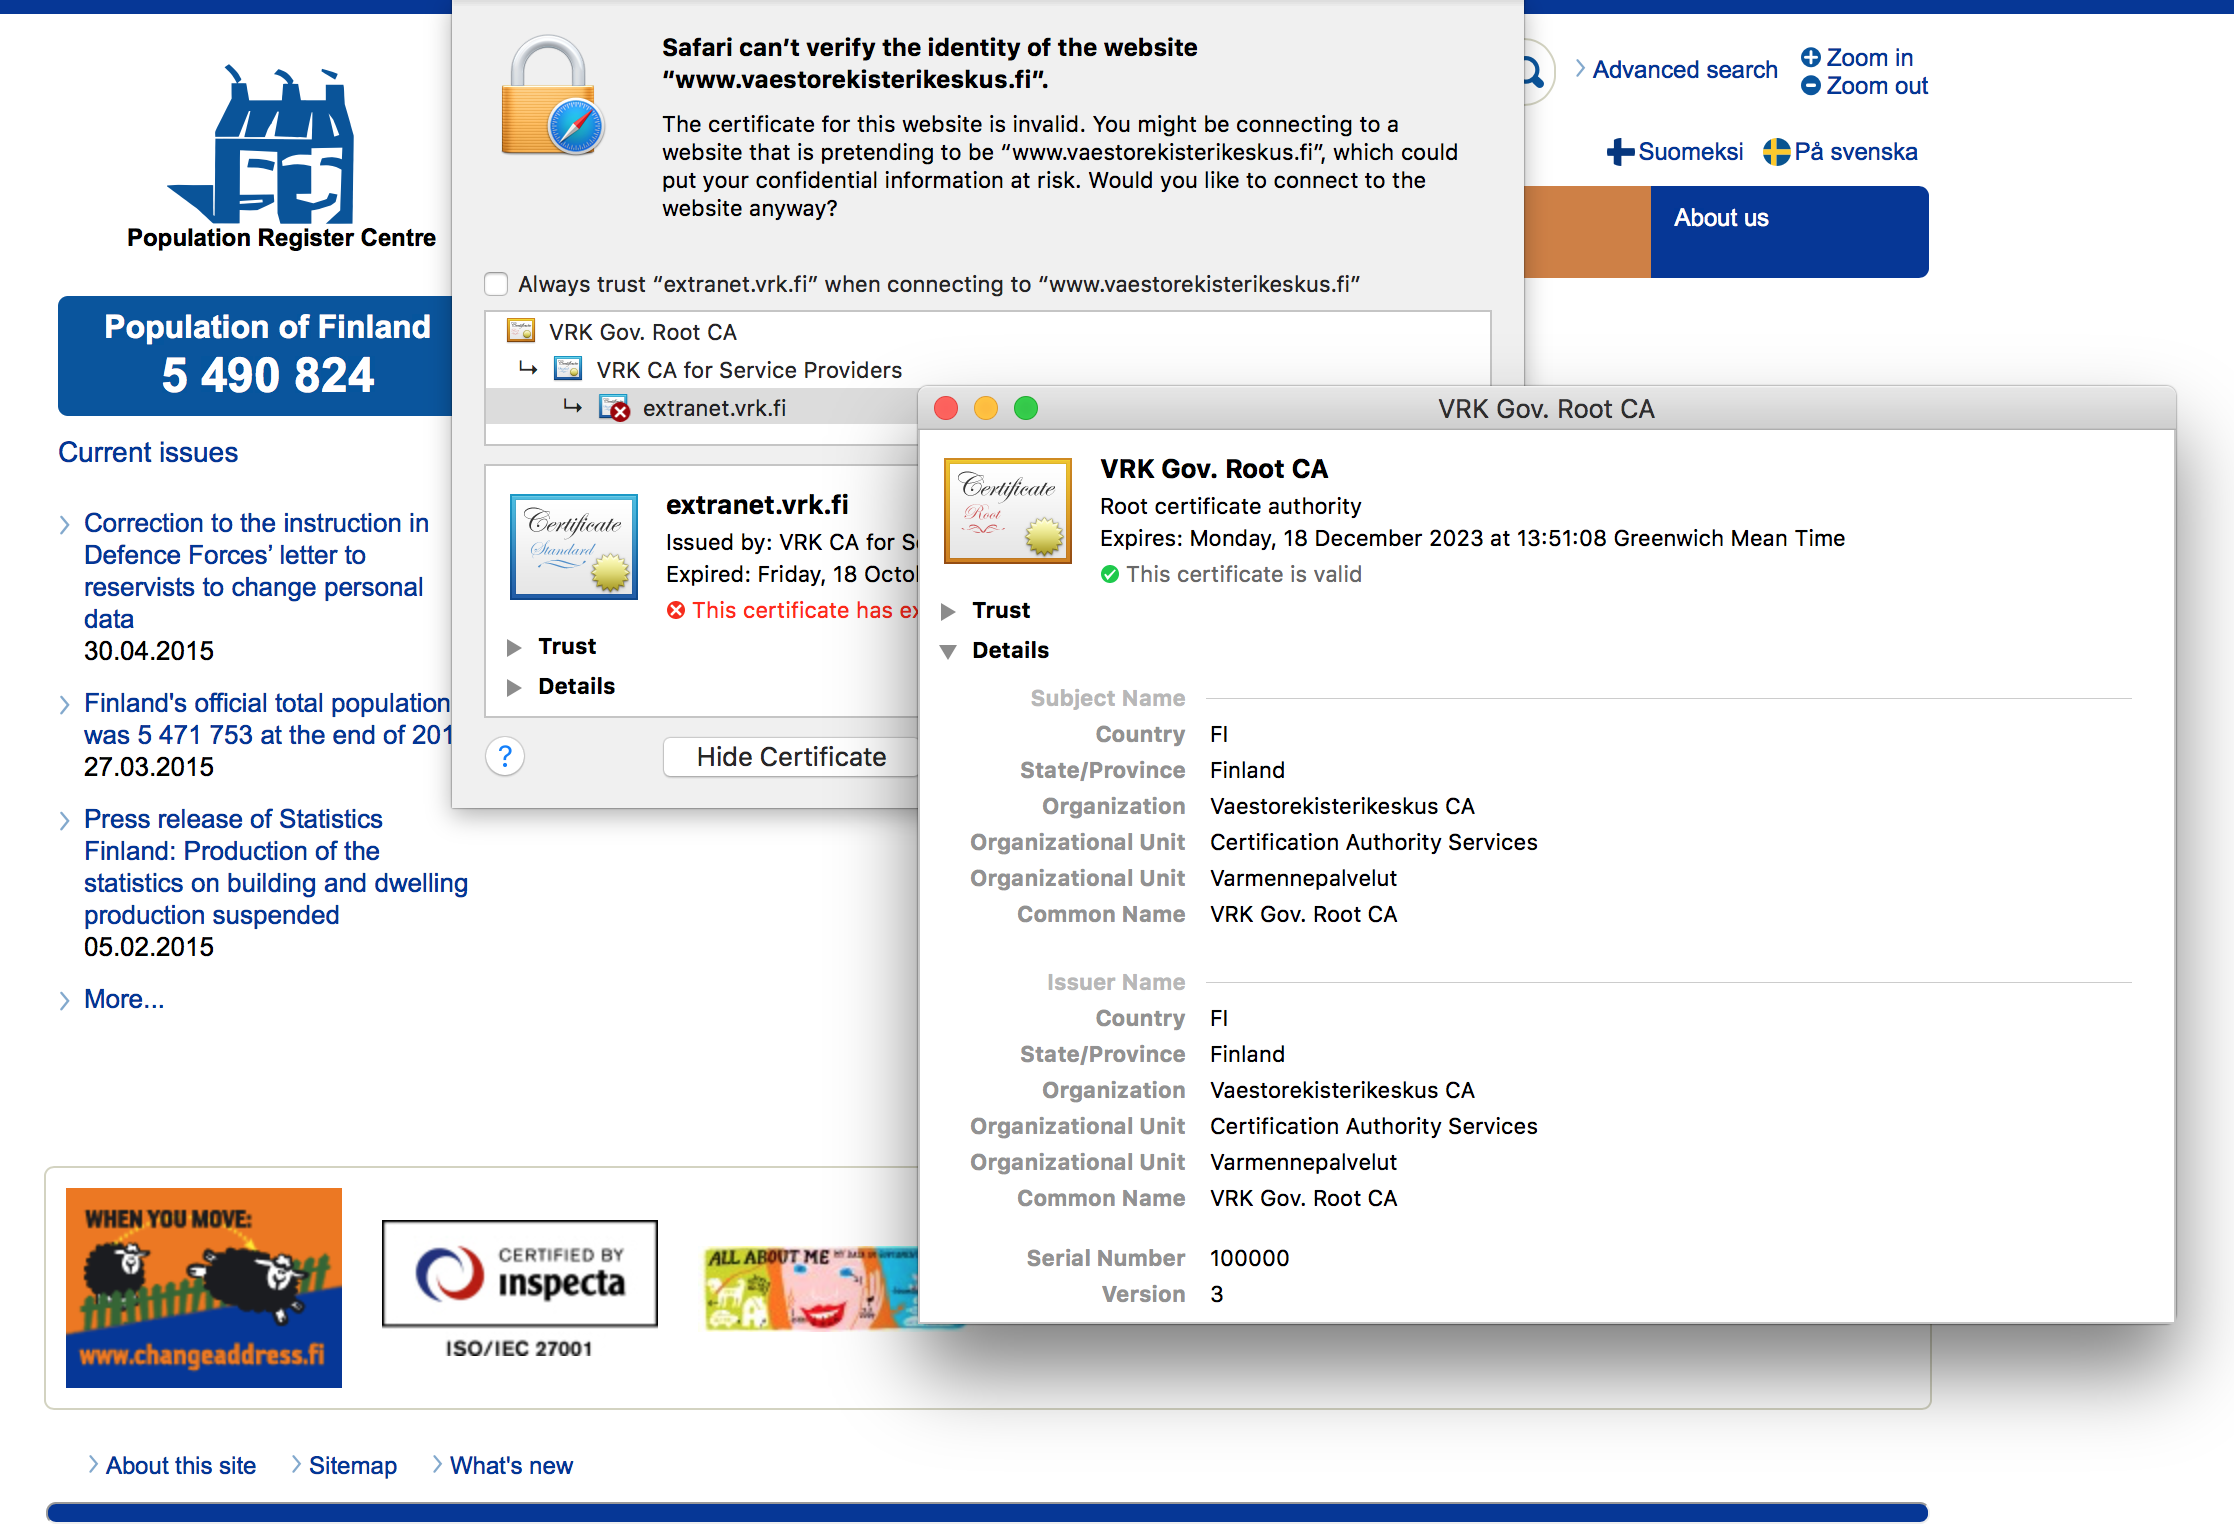 Population Register Centre
Population of Finland
5 490 824
Current issues
Correction to the instruction in
Defence Forces’ letter to
reservists to change personal
data
30.04.2015
Finland's official total population
was 5 471 753 at the end of 201
27.03.2015
Press release of Statistics
Finland: Production of the
statistics on building and dwelling
production suspended
05.02.2015
More...
Safari can’t verify the identity of the website
“www.vaestorekisterikeskus.fi”.
The certificate for this website is invalid. You might be connecting to a
website that is pretending to be “www.vaestorekisterikeskus.fi”, which could
put your confidential information at risk. Would you like to connect to the
website anyway?
Always trust “extranet.vrk.fi” when connecting to “www.vaestorekisterikeskus.fi”
VRK Gov. Root CA
VRK CA for Service Providers
extranet.vrk.fi
Certificate
Standard
extranet.vrk.fi
Issued by: VRK CA for S
Expired: Friday, 18 Octo
This certificate has ex
Trust
Details
?
Hide Certificate
Advanced search
Zoom in
Zoom out
Suomeksi
På svenska
About us
VRK Gov. Root CA
Certificate
Root
VRK Gov. Root CA
Root certificate authority
Expires: Monday, 18 December 2023 at 13:51:08 Greenwich Mean Time
This certificate is valid
Trust
Details
Subject Name
Country FI
State/Province Finland
Organization Vaestorekisterikeskus CA
Organizational Unit Certification Authority Services
Organizational Unit Varmennepalvelut
Common Name VRK Gov. Root CA
Issuer Name
Country FI
State/Province Finland
Organization Vaestorekisterikeskus CA
Organizational Unit Certification Authority Services
Organizational Unit Varmennepalvelut
Common Name VRK Gov. Root CA
Serial Number 100000
Version 3
WHEN YOU MOVE:
www.changeaddress.fi
CERTIFIED BY
inspecta
ISO/IEC 27001
ALL ABOUT ME
About this site
Sitemap
What's new